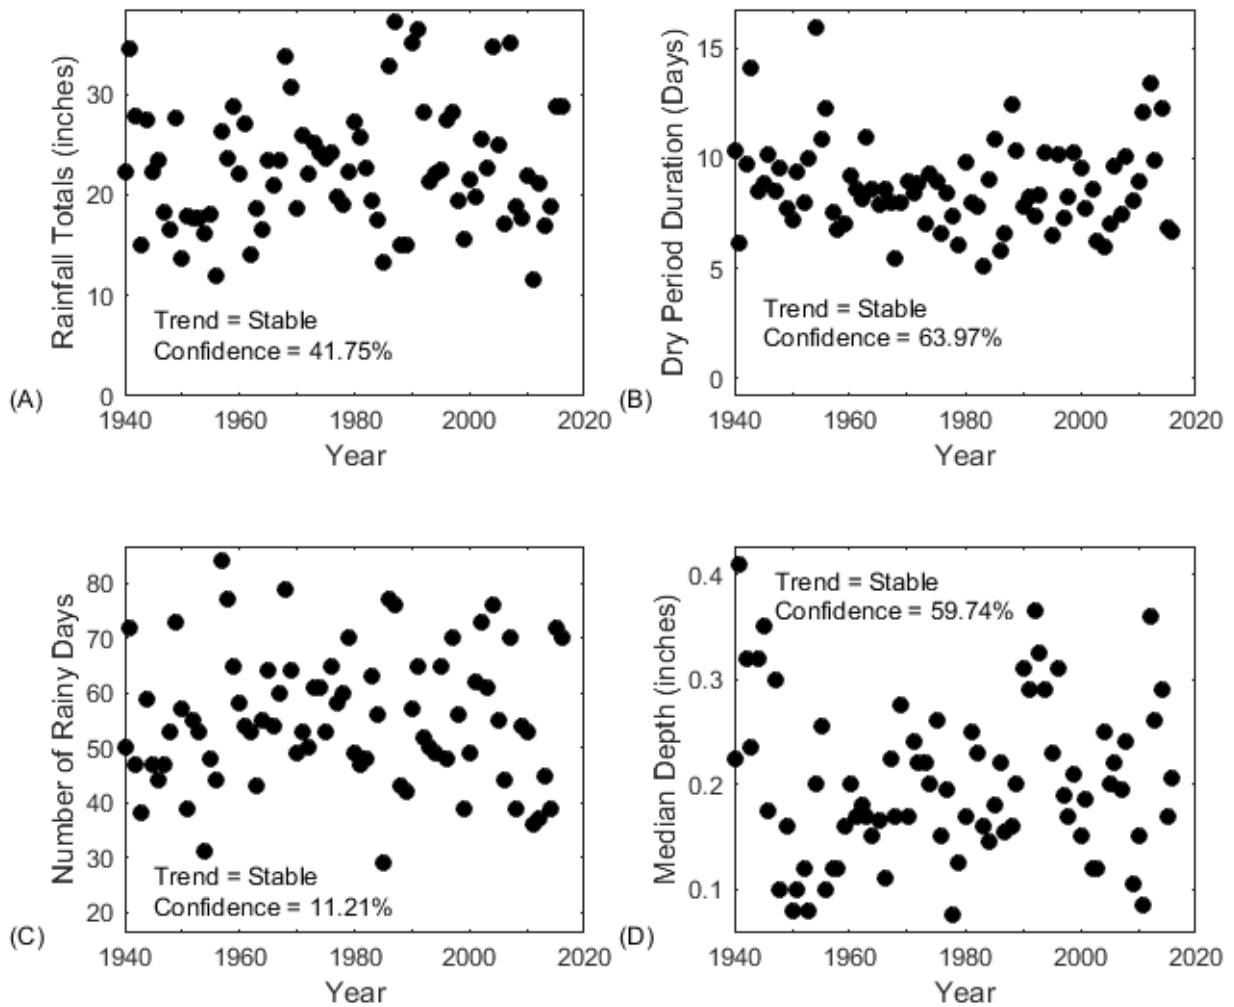 Rainfall Totals (inches)
30
20
10
0
Trend = Stable
Confidence = 41.75%
1940
1960
1980
2000
2020
Year
(A)
Dry Period Duration (Days)
15
10
5
0
Trend = Stable
Confidence = 63.97%
1940
1960
1980
2000
2020
Year
(B)
Number of Rainy Days
80
70
60
50
40
30
20
Trend = Stable
Confidence = 11.21%
1940
1960
1980
2000
2020
Year
(C)
Median Depth (inches)
0.4
0.3
0.2
0.1
Trend = Stable
Confidence = 59.74%
1940
1960
1980
2000
2020
Year
(D)